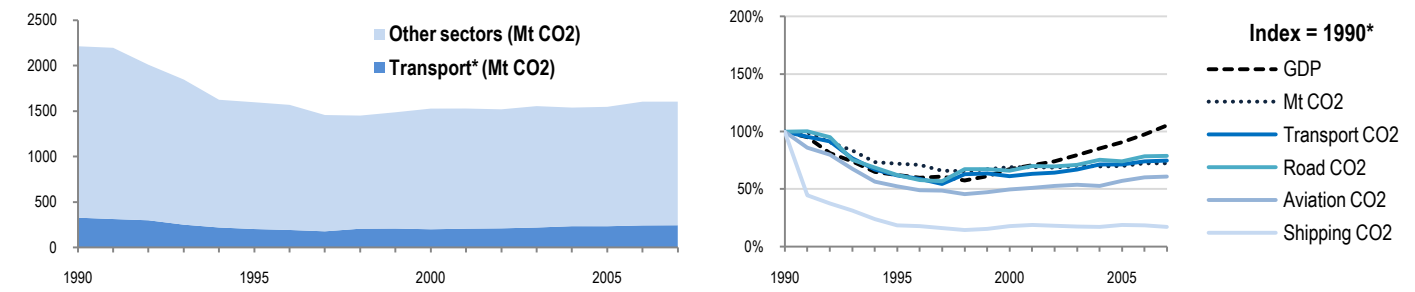 2500
2000
1500
1000
500
0
1990 1995 2000 2005
Other sectors (Mt CO2)
Transport* (Mt CO2)
200%
150%
100%
50%
0%
1990 1995 2000 2005
Index = 1990*
GDP
Mt CO2
Transport CO2
Road CO2
Aviation CO2
Shipping CO2